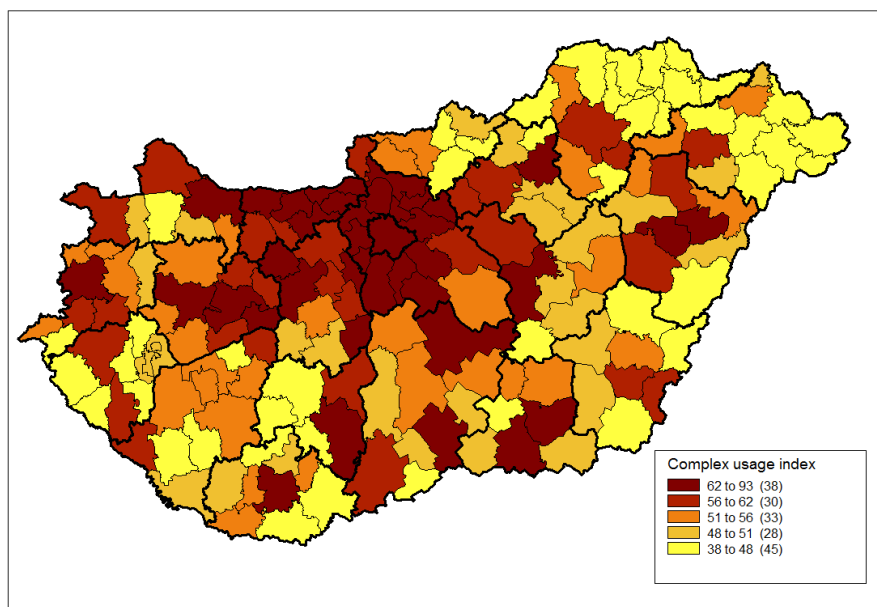 Complex usage index
62 to 93 (38)
56 to 62 (30)
51 to 56 (33)
48 to 51 (28)
38 to 48 (45)